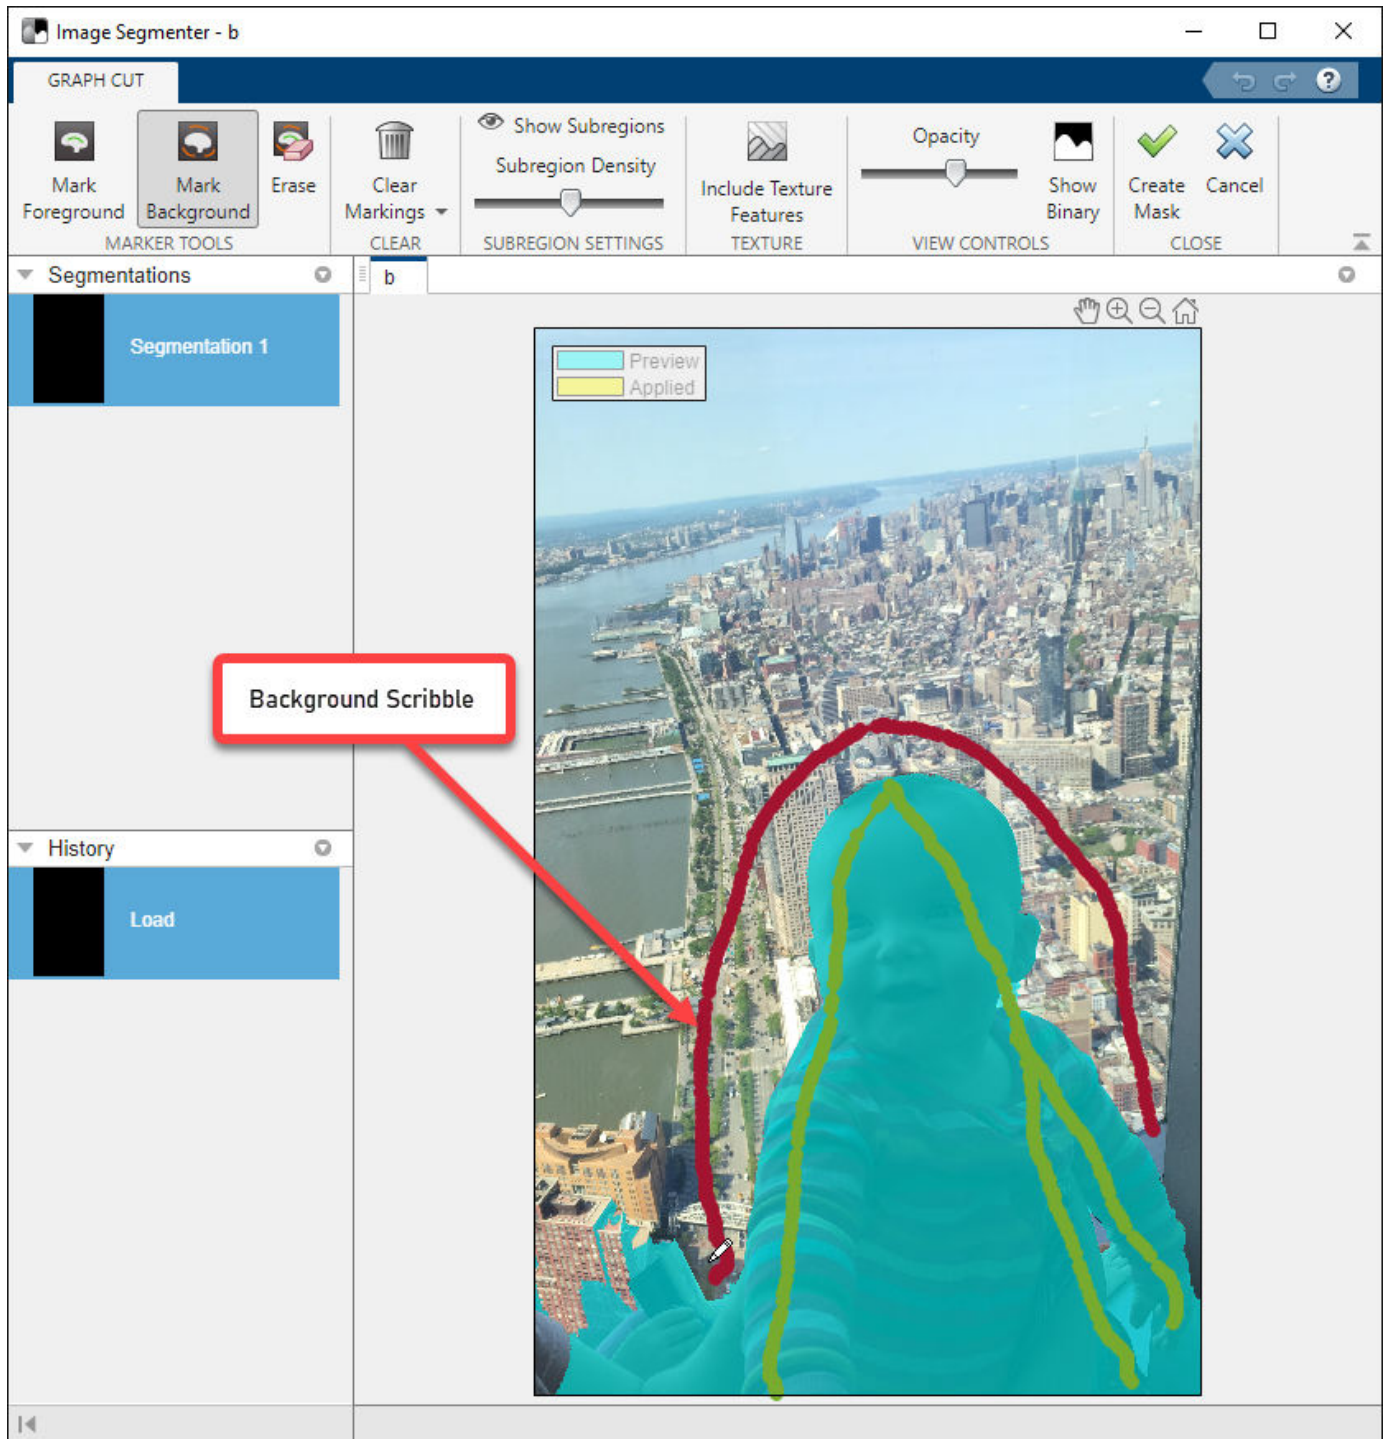 Image Segmenter - b
GRAPH CUT
?
Mark
Foreground
Mark
Background
Erase
MARKER TOOLS
Clear
Markings
CLEAR
Show Subregions
Subregion Density
SUBREGION SETTINGS
Include Texture
Features
TEXTURE
Opacity
Show
Binary
VIEW CONTROLS
Create
Mask
Cancel
CLOSE
Segmentations
Segmentation 1
b
Preview
Applied
Background Scribble
History
Load